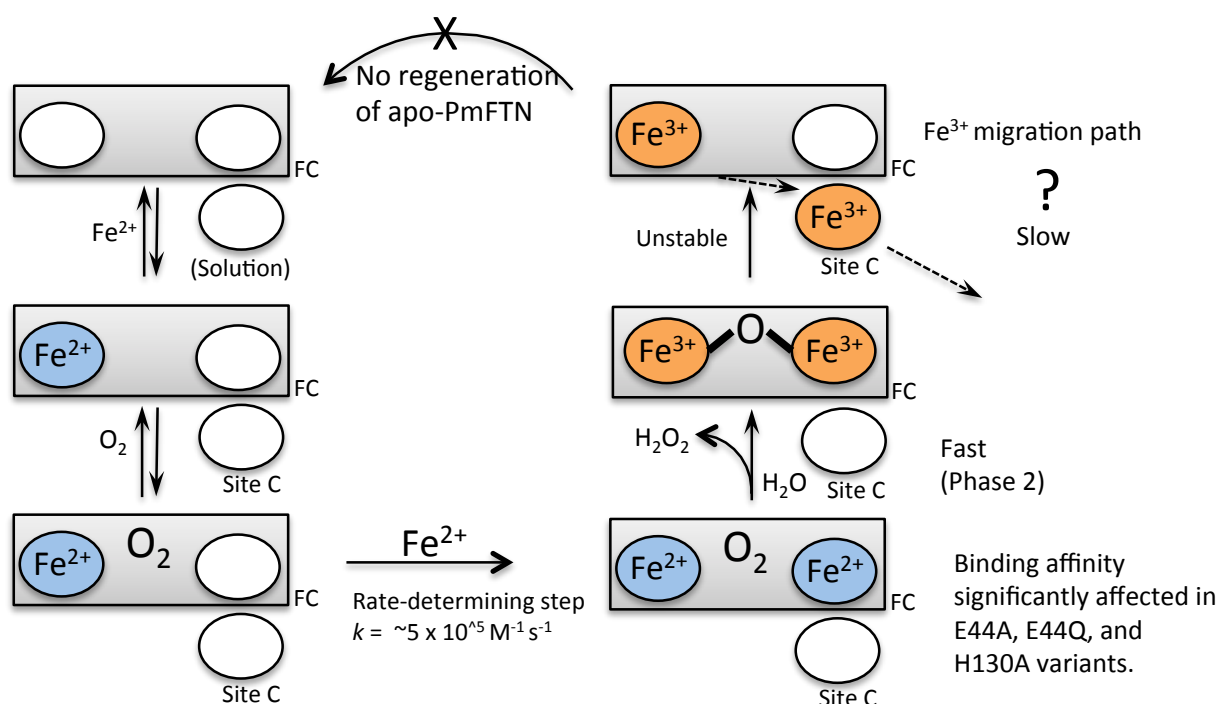 X
No regeneration
of apo-PmFTN
FC
Fe²⁺
(Solution)
Fe²⁺
FC
O₂
Site C
Fe²⁺
O₂
FC
Site C
Fe²⁺
Rate-determining step
k = ~5 x 10^⁵ M⁻¹ s⁻¹
Fe³⁺
FC
Fe³⁺
Site C
Unstable
Fe³⁺ migration path
?
Slow
Fe³⁺
O
Fe³⁺
FC
H₂O₂
H₂O
Site C
Fast
(Phase 2)
Fe²⁺
O₂
Fe²⁺
FC
Site C
Binding affinity
significantly affected in
E44A, E44Q, and
H130A variants.